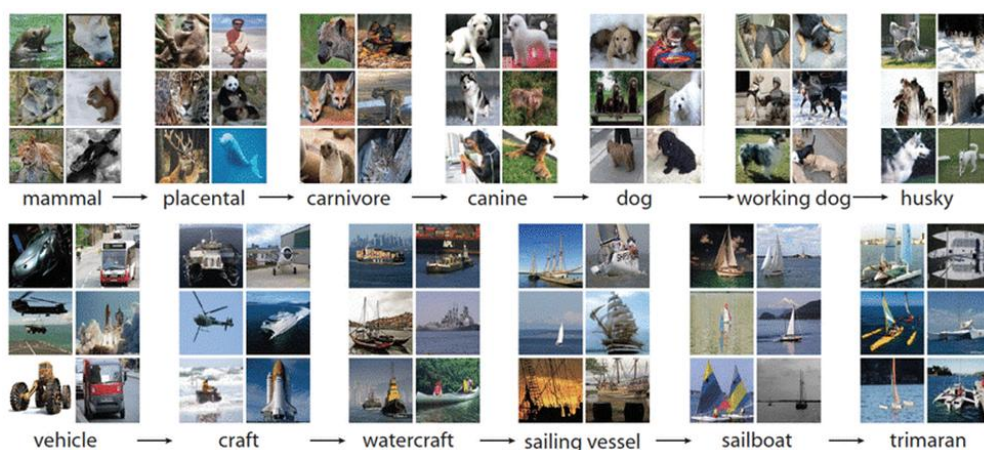 mammal → placental → carnivore → canine → dog → working dog → husky
vehicle → craft → watercraft → sailing vessel → sailboat → trimaran